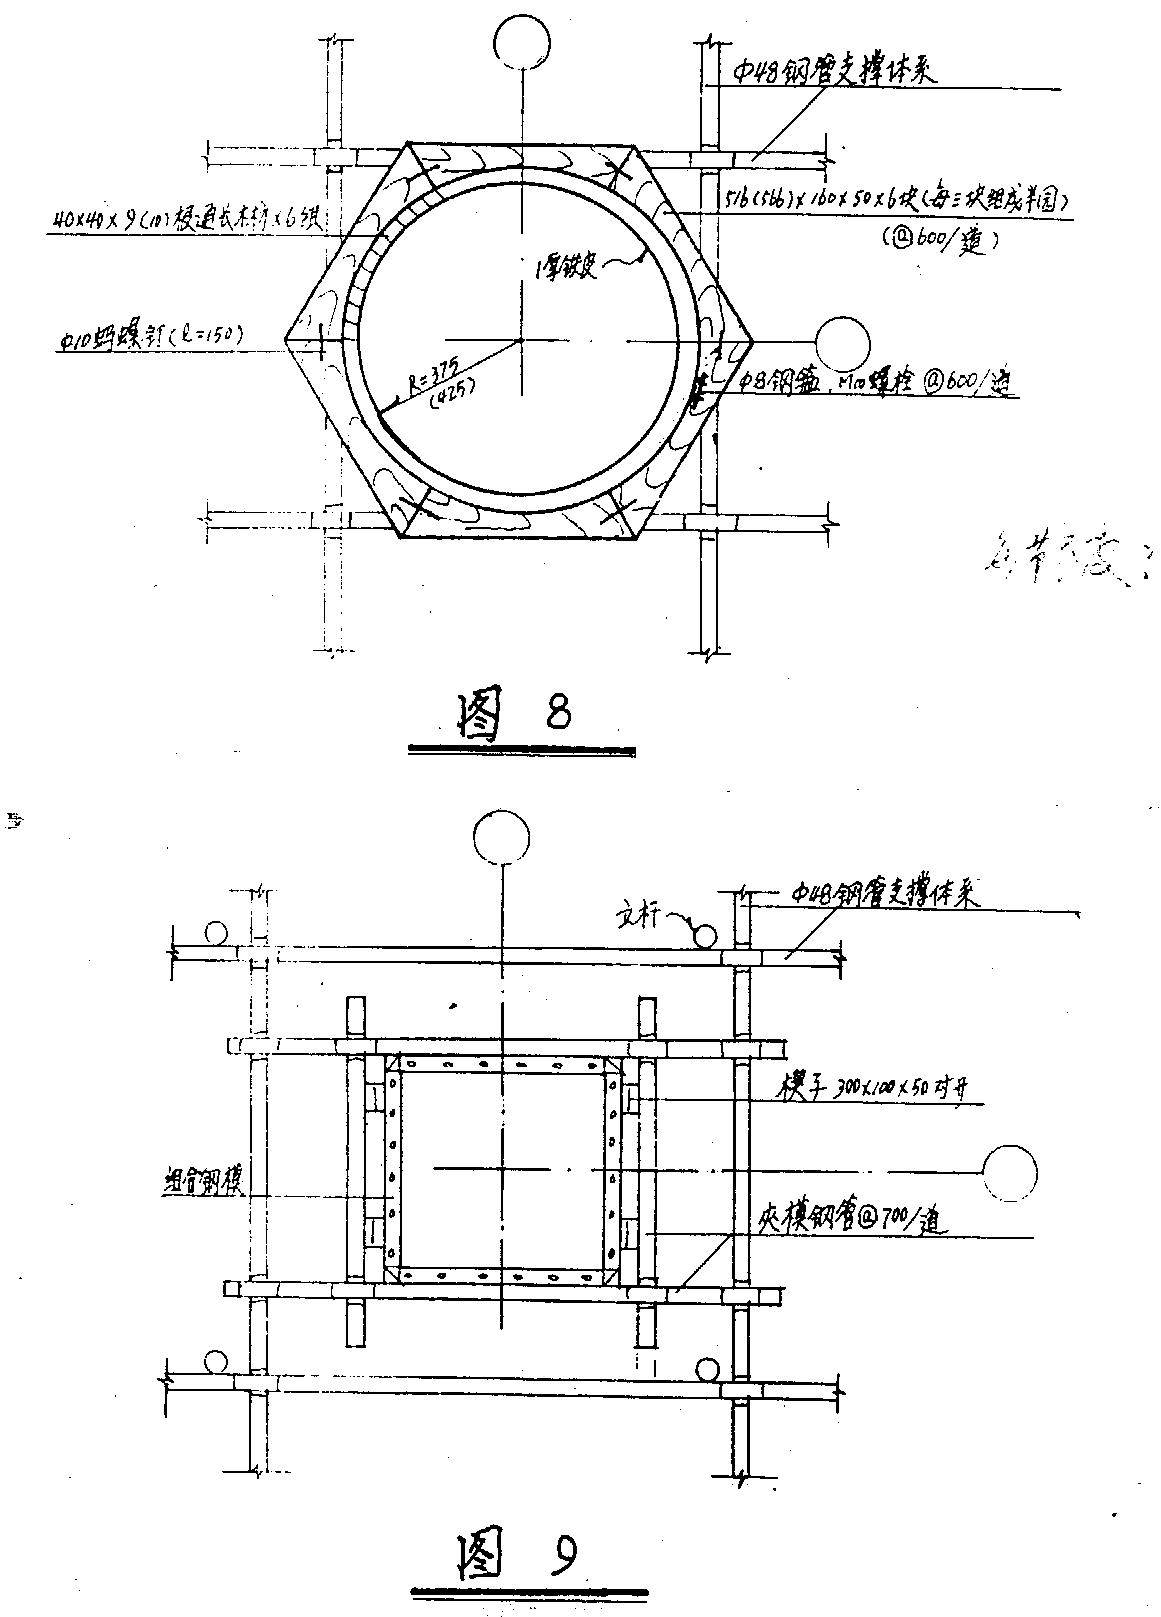 Φ48钢管支撑体系
40×40×9(10)根通长木枋×6组
516(566)×160×50×6块(每三块组成半园)
(@600/道)
1厚铁皮
Φ10蚂蟥钉(L=150)
R=375
(425)
Φ8钢箍,M10螺栓@600/道
图 8
Φ48钢管支撑体系
立杆
楔子 300×100×50对开
组合钢模
夹模钢管@700/道
图 9